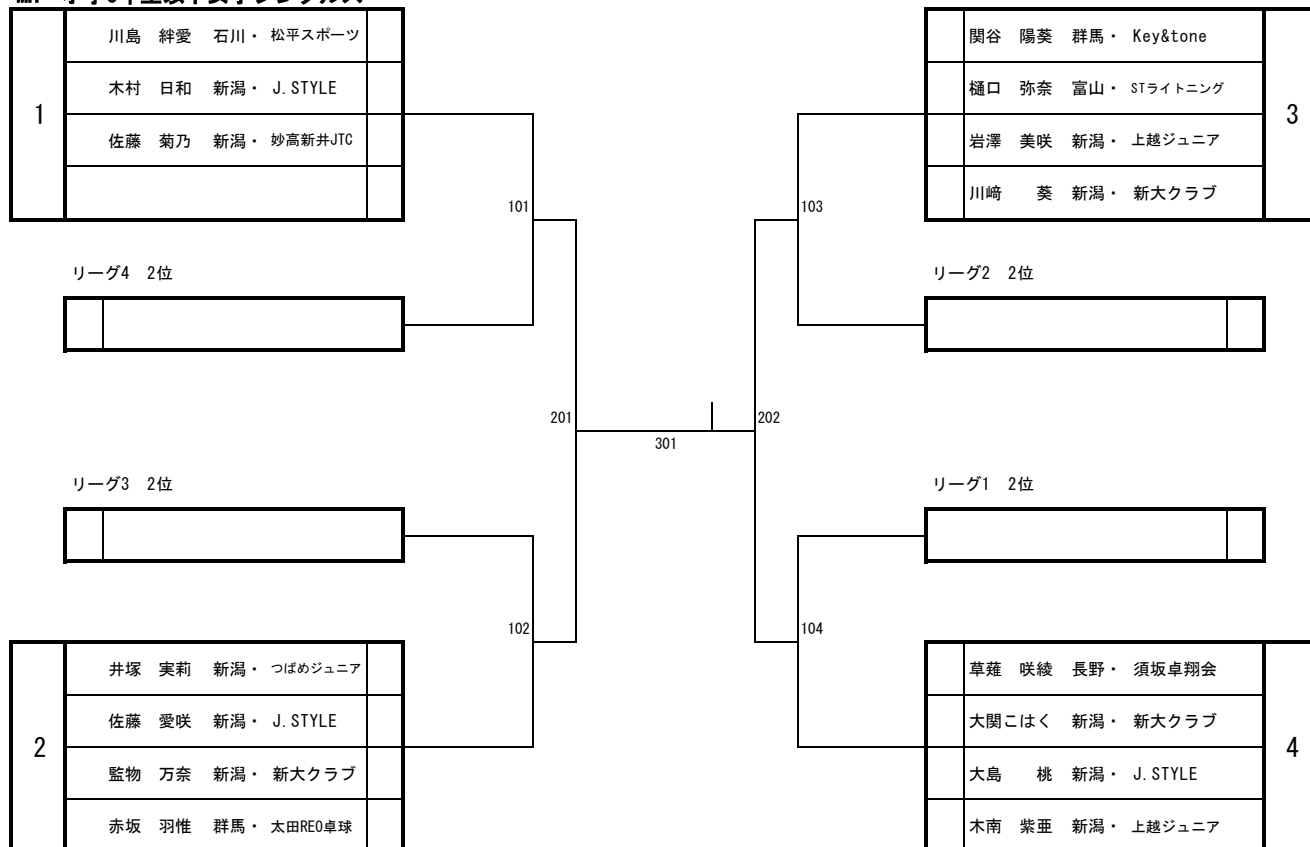 1
川島 絆愛 石川・ 松平スポーツ
木村 日和 新潟・ J.STYLE
佐藤 菊乃 新潟・ 妙高新井JTC
101
リーグ4 2位
201
301
リーグ3 2位
102
2
井塚 実莉 新潟・ つばめジュニア
佐藤 愛咲 新潟・ J.STYLE
監物 万奈 新潟・ 新大クラブ
赤坂 羽惟 群馬・ 太田REO卓球
関谷 陽葵 群馬・ Key&tone
樋口 弥奈 富山・ STライトニング
岩澤 美咲 新潟・ 上越ジュニア
川﨑 葵 新潟・ 新大クラブ
3
103
リーグ2 2位
202
リーグ1 2位
104
草薙 咲綾 長野・ 須坂卓翔会
大関こはく 新潟・ 新大クラブ
大島 桃 新潟・ J.STYLE
木南 紫亜 新潟・ 上越ジュニア
4